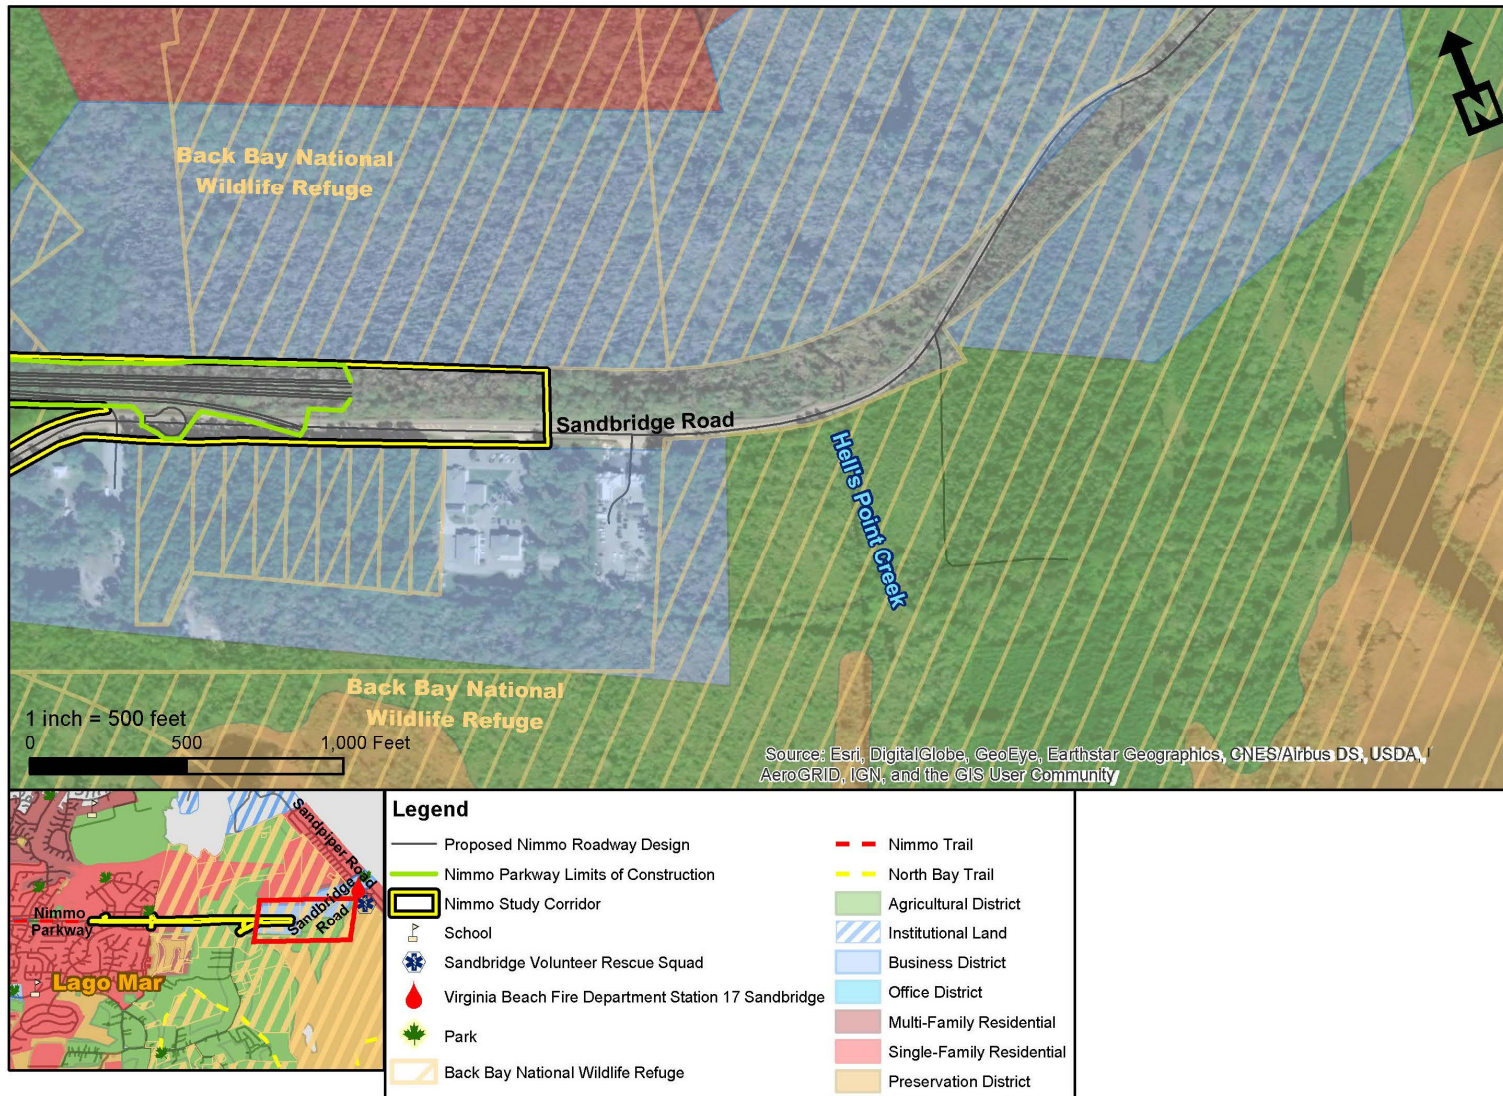 N
Back Bay National
Wildlife Refuge
Sandbridge Road
Hell's Point Creek
Back Bay National
Wildlife Refuge
1 inch = 500 feet
0 500 1,000 Feet
Source: Esri, DigitalGlobe, GeoEye, Earthstar Geographics, CNES/Airbus DS, USDA,
AeroGRID, IGN, and the GIS User Community
Sandpiper Road
Sandbridge
Road
Nimmo
Parkway
Lago Mar
Legend
Proposed Nimmo Roadway Design
Nimmo Parkway Limits of Construction
Nimmo Study Corridor
School
Sandbridge Volunteer Rescue Squad
Virginia Beach Fire Department Station 17 Sandbridge
Park
Back Bay National Wildlife Refuge
Nimmo Trail
North Bay Trail
Agricultural District
Institutional Land
Business District
Office District
Multi-Family Residential
Single-Family Residential
Preservation District